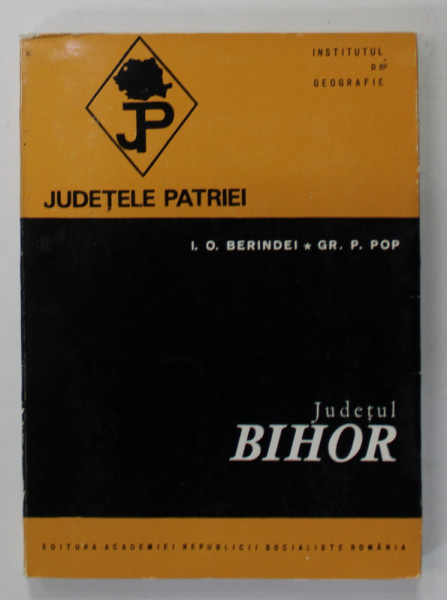 INSTITUTUL
DE
GEOGRAFIE
JP
JUDEȚELE PATRIEI
I. O. BERINDEI ★ GR. P. POP
Județul
BIHOR
EDITURA ACADEMIEI REPUBLICII SOCIALISTE ROMÂNIA